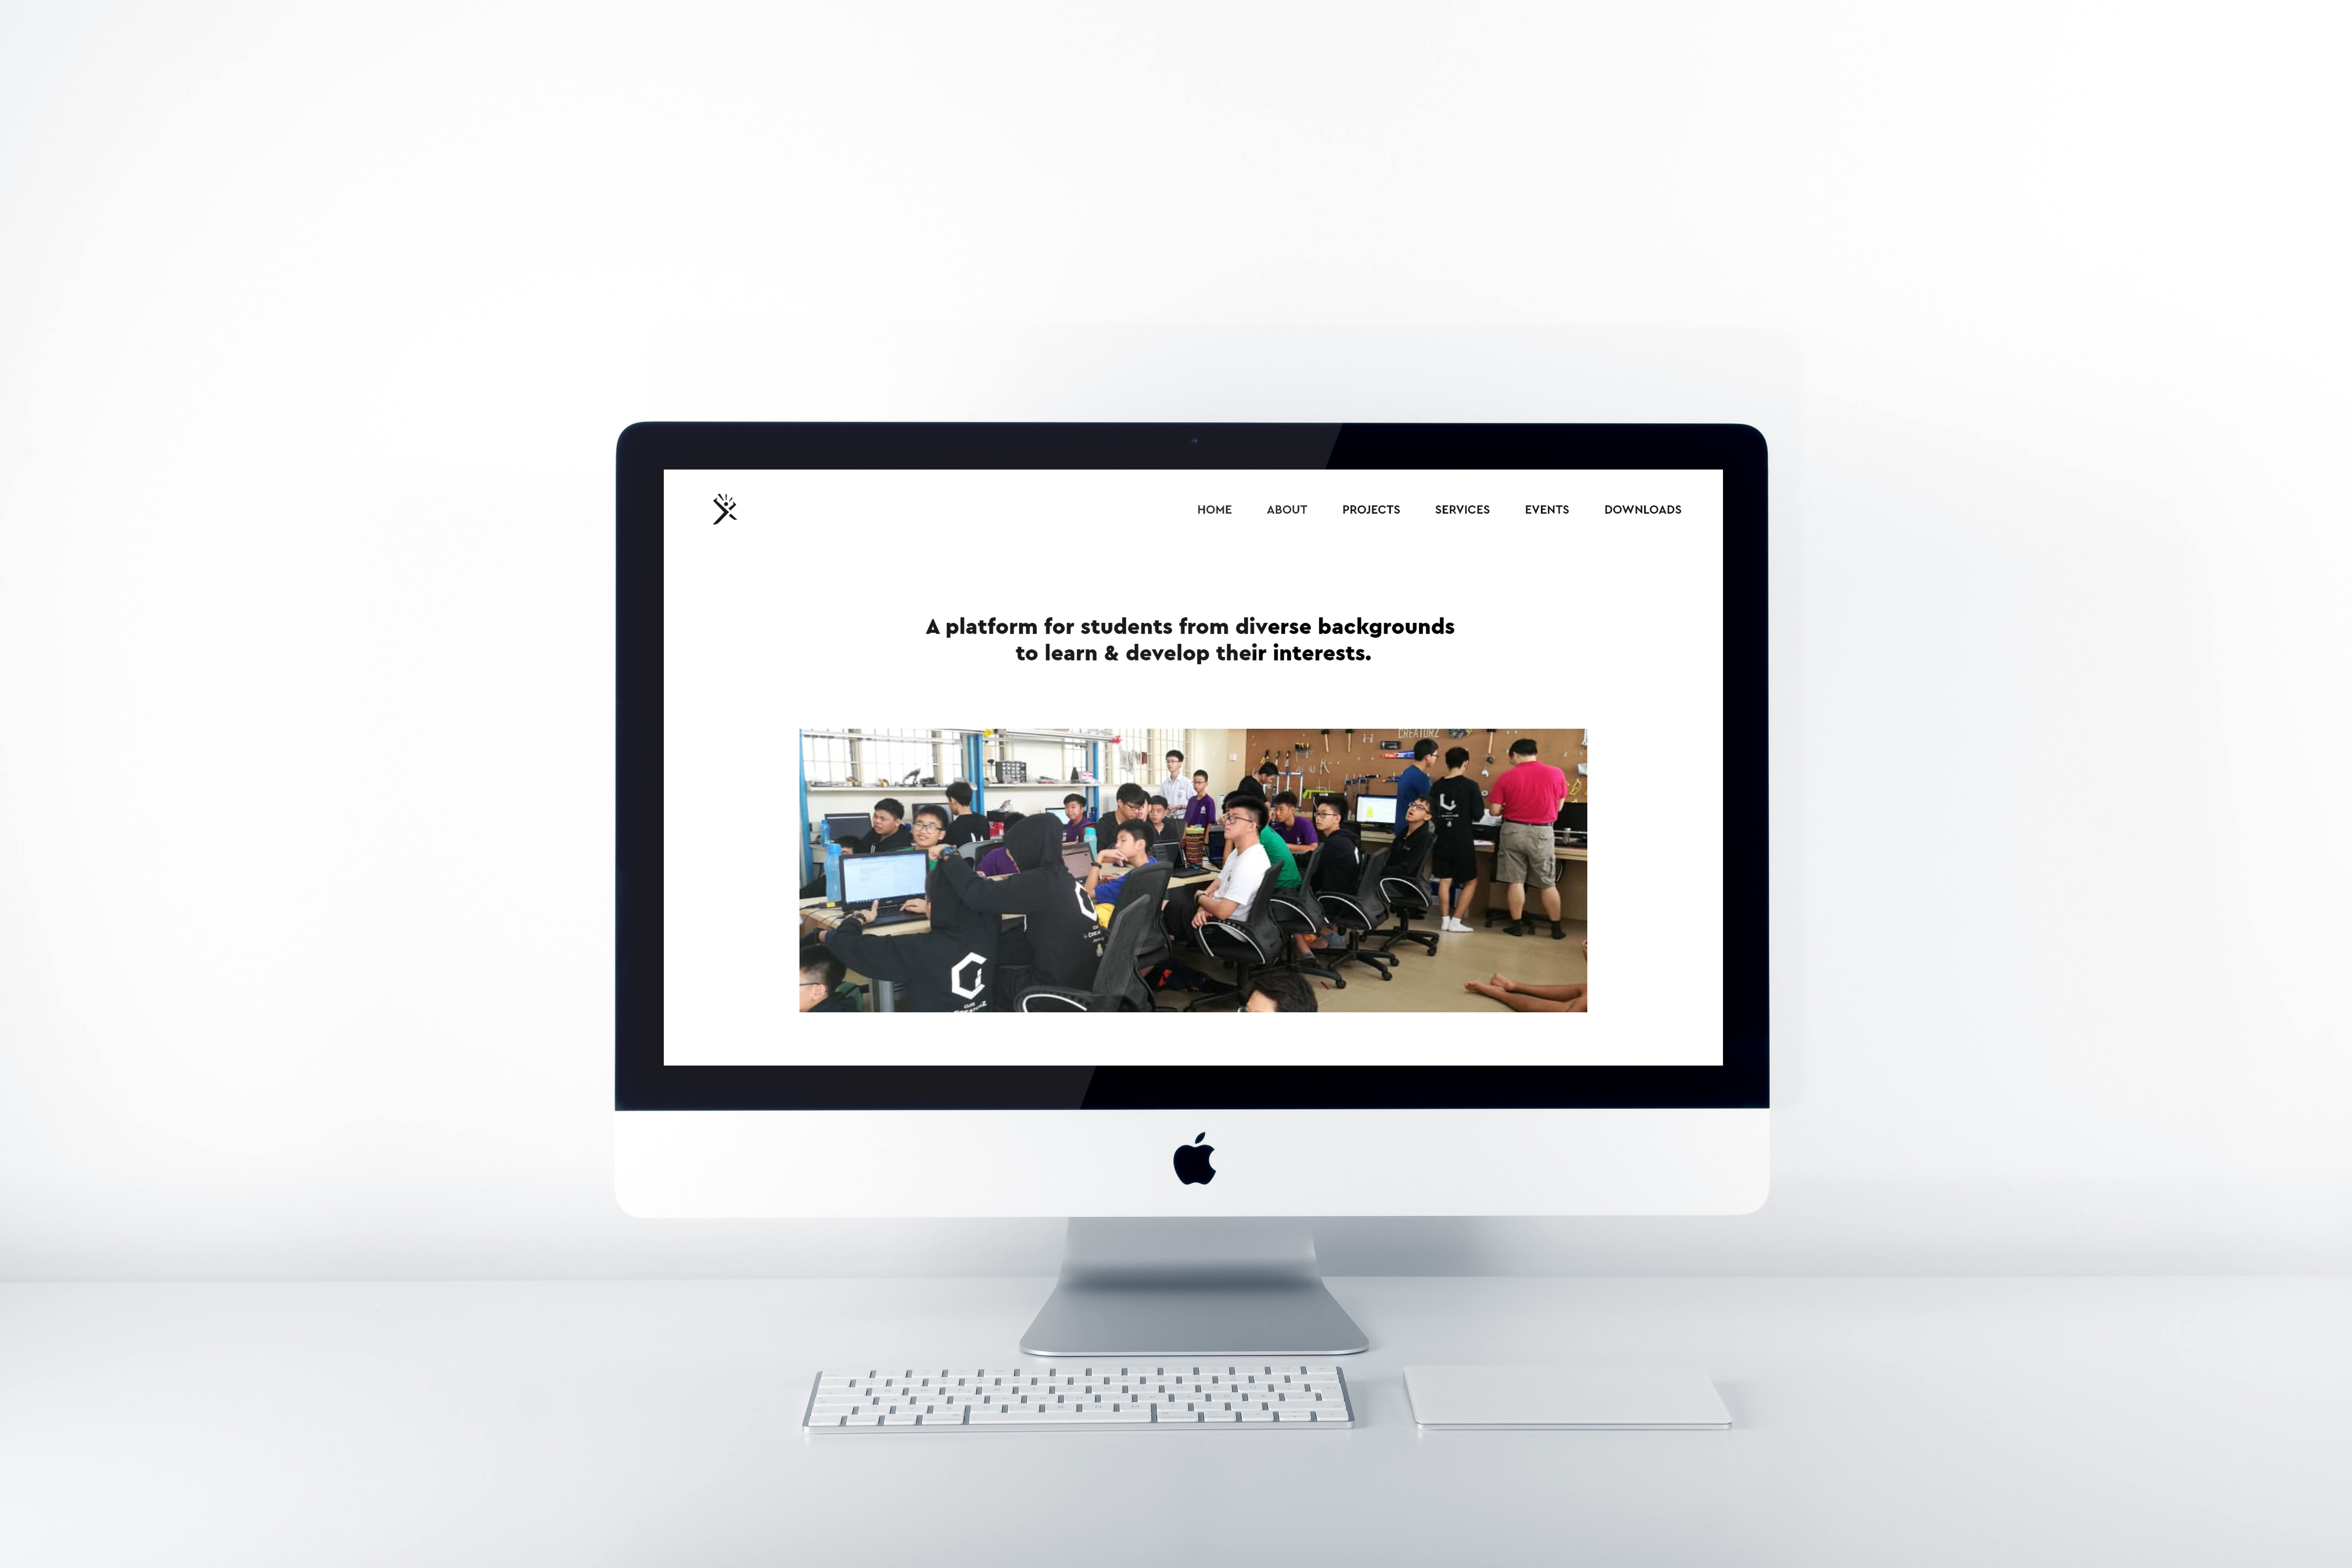 HOME ABOUT PROJECTS SERVICES EVENTS DOWNLOADS
A platform for students from diverse backgrounds
to learn & develop their interests.
CREATORZ